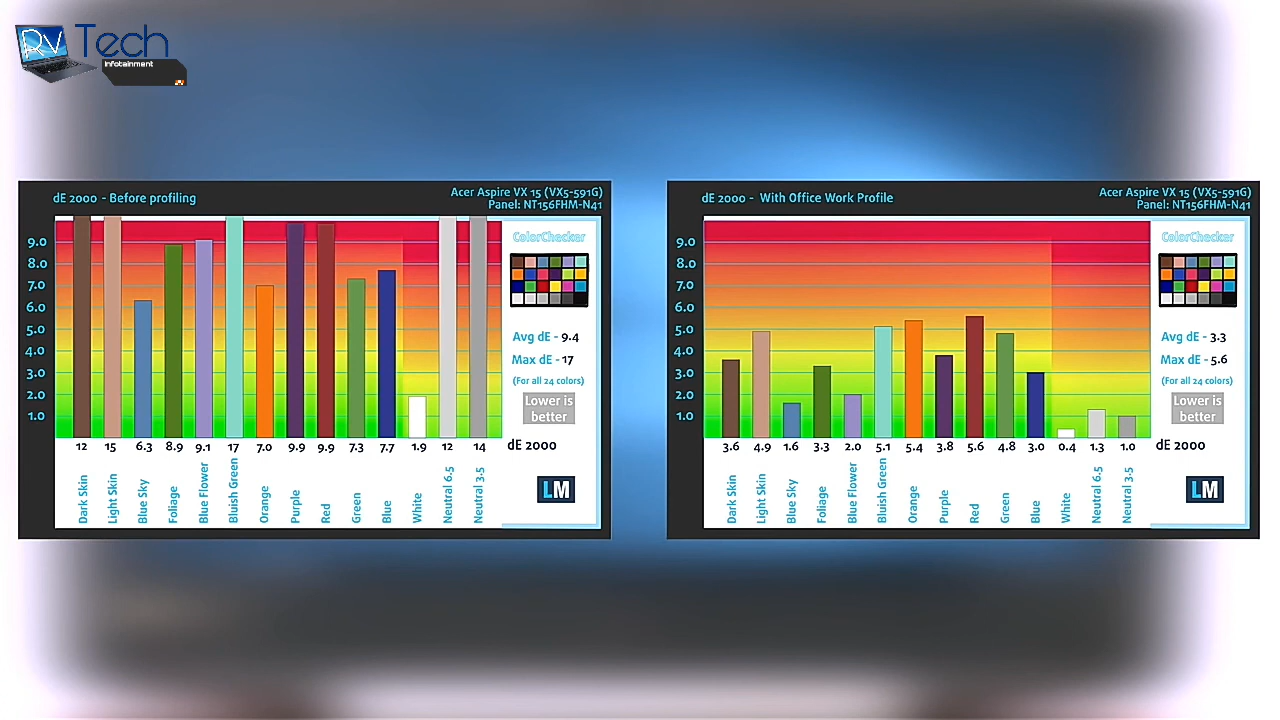 RV Tech
Infotainment
dE 2000 - Before profiling
Acer Aspire VX 15 (VX5-591G)
Panel: NT156FHM-N41
9.0
8.0
7.0
6.0
5.0
4.0
3.0
2.0
1.0
ColorChecker
Avg dE - 9.4
Max dE - 17
(For all 24 colors)
Lower is
better
12 15 6.3 8.9 9.1 17 7.0 9.9 9.9 7.3 7.7 1.9 12 14 dE 2000
Dark Skin
Light Skin
Blue Sky
Foliage
Blue Flower
Bluish Green
Orange
Purple
Red
Green
Blue
White
Neutral 6.5
Neutral 3.5
LM
dE 2000 - With Office Work Profile
Acer Aspire VX 15 (VX5-591G)
Panel: NT156FHM-N41
9.0
8.0
7.0
6.0
5.0
4.0
3.0
2.0
1.0
ColorChecker
Avg dE - 3.3
Max dE - 5.6
(For all 24 colors)
Lower is
better
3.6 4.9 1.6 3.3 2.0 5.1 5.4 3.8 5.6 4.8 3.0 0.4 1.3 1.0 dE 2000
Dark Skin
Light Skin
Blue Sky
Foliage
Blue Flower
Bluish Green
Orange
Purple
Red
Green
Blue
White
Neutral 6.5
Neutral 3.5
LM